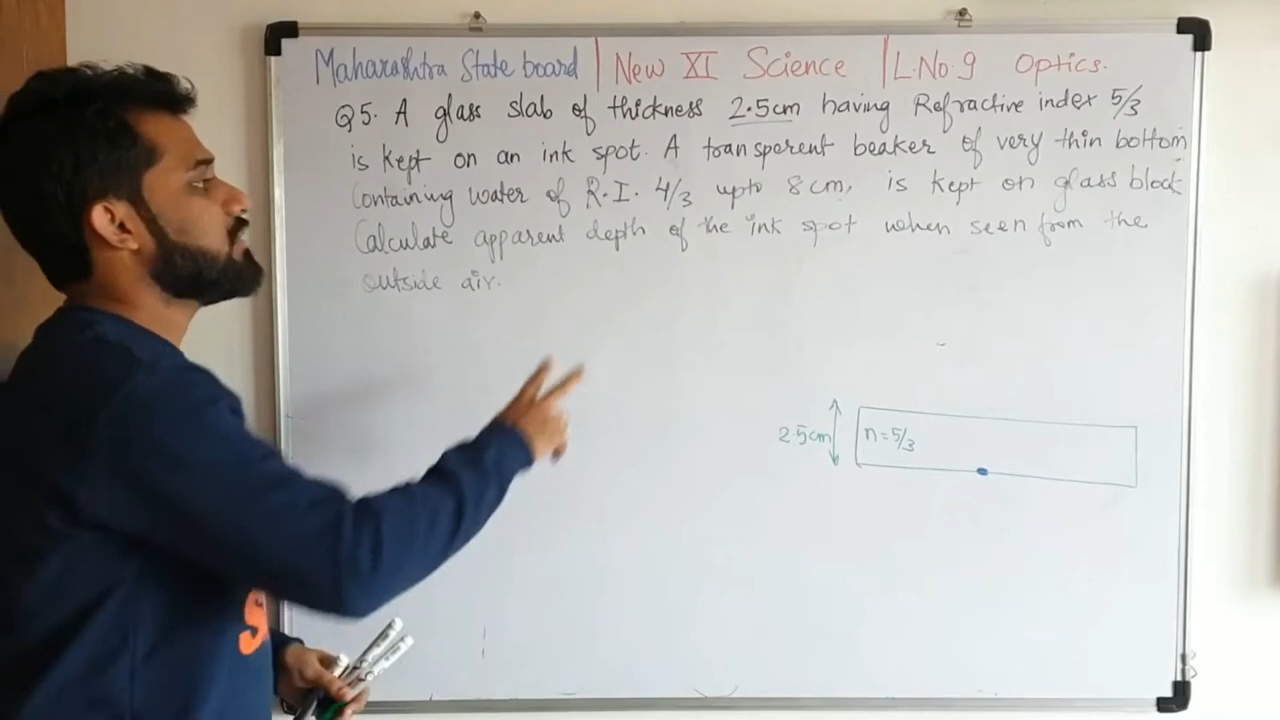 Maharashtra State board | New XI Science | L.No.9 Optics.
Q5. A glass slab of thickness 2.5cm having Refractive index 5/3
is kept on an ink spot. A transperent beaker of very thin bottom
Containing water of R.I. 4/3 upto 8cm, is kept on glass block
Calculate apparent depth of the ink spot when seen from the
outside air.
2.5cm
n=5/3